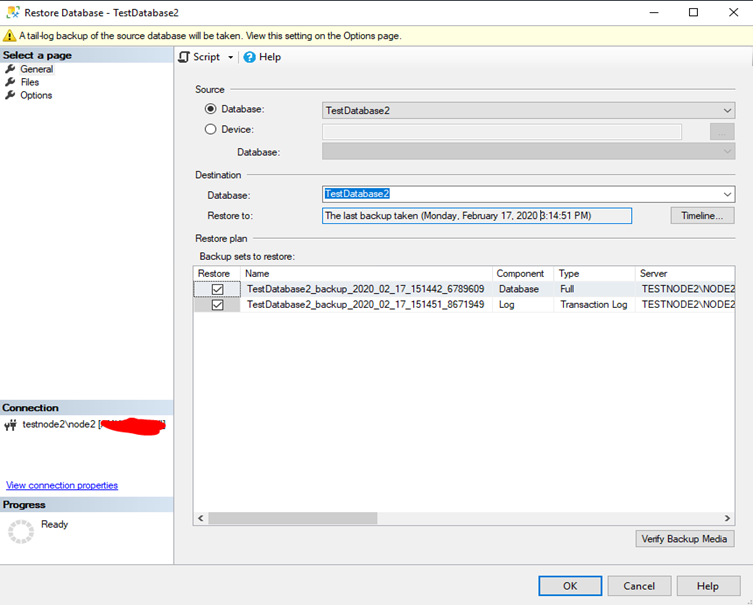 Restore Database - TestDatabase2
A tail-log backup of the source database will be taken. View this setting on the Options page.
Select a page
General
Files
Options
Script
Help
Source
Database:
TestDatabase2
Device:
...
Database:
Destination
Database:
TestDatabase2
Restore to:
The last backup taken (Monday, February 17, 2020 3:14:51 PM)
Timeline...
Restore plan
Backup sets to restore:
Restore Name Component Type Server
TestDatabase2_backup_2020_02_17_151442_6789609 Database Full TESTNODE2\NODE2
TestDatabase2_backup_2020_02_17_151451_8671949 Log Transaction Log TESTNODE2\NODE2
Connection
testnode2\node2 [
View connection properties
Progress
Ready
Verify Backup Media
OK
Cancel
Help